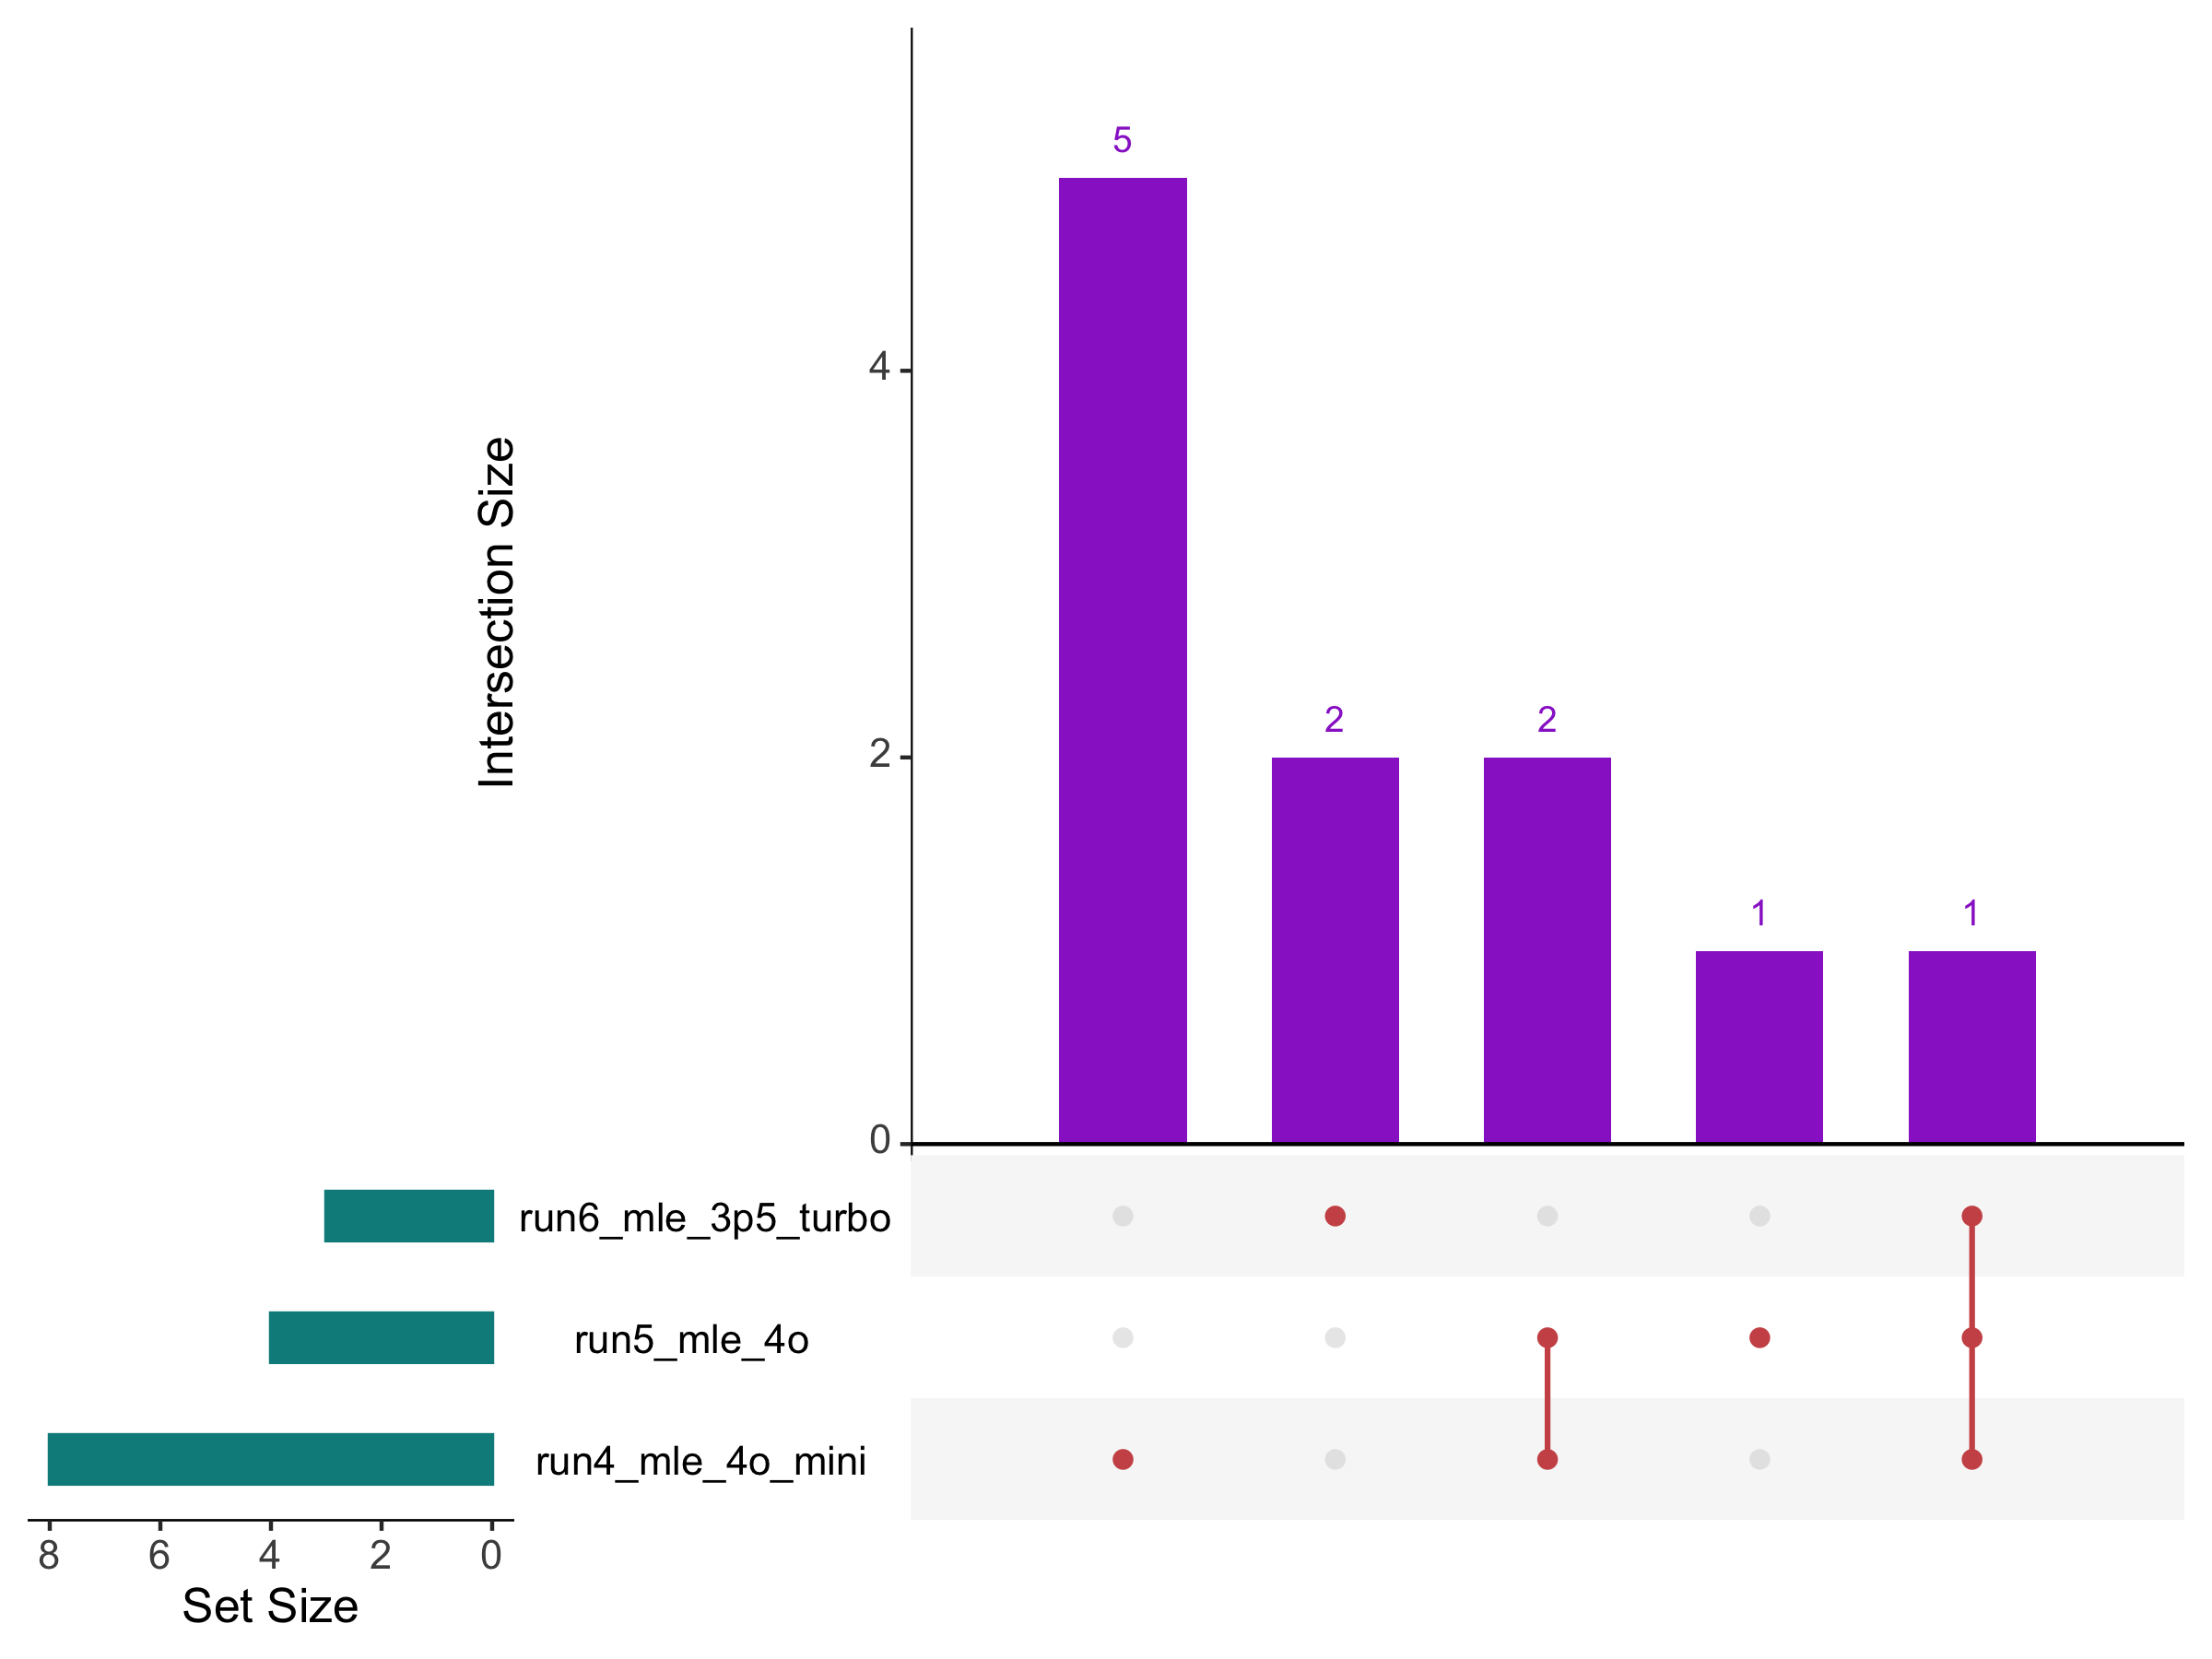 5
4
2
2
2
1
1
0
Intersection Size
run6_mle_3p5_turbo
run5_mle_4o
run4_mle_4o_mini
8 6 4 2 0
Set Size